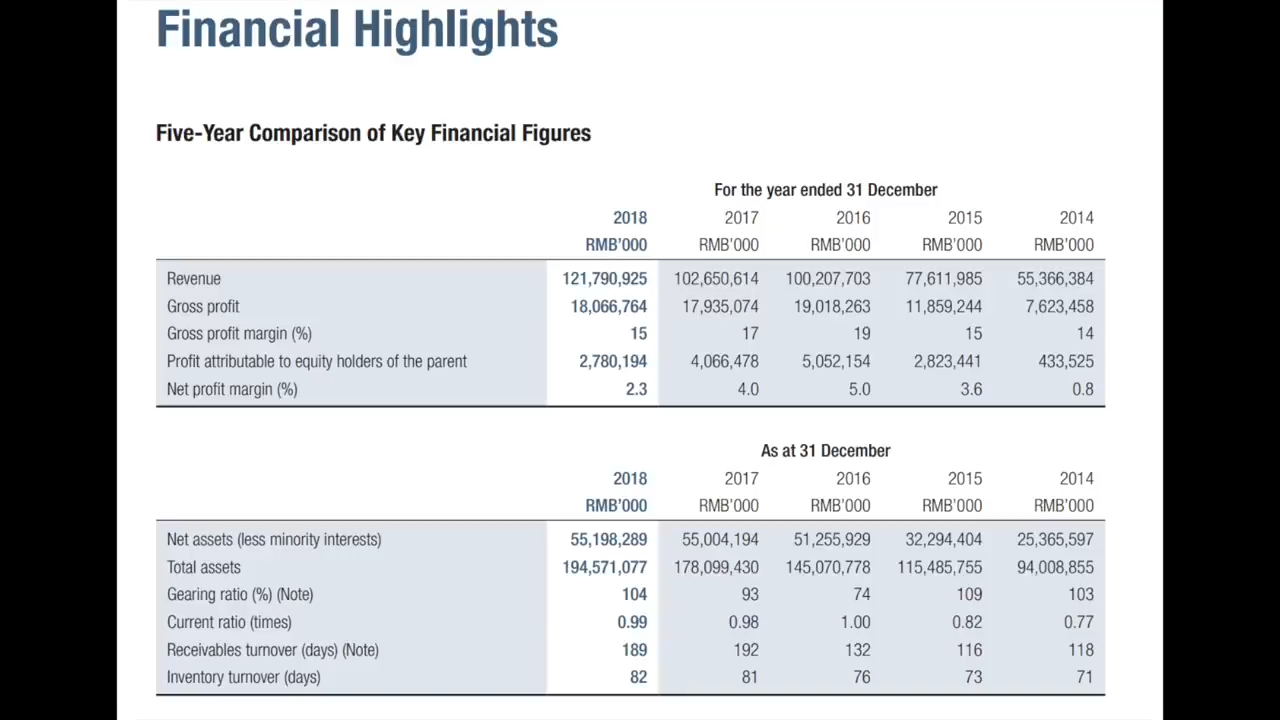 Financial Highlights
Five-Year Comparison of Key Financial Figures
For the year ended 31 December
2018 2017 2016 2015 2014
RMB'000 RMB'000 RMB'000 RMB'000 RMB'000
Revenue 121,790,925 102,650,614 100,207,703 77,611,985 55,366,384
Gross profit 18,066,764 17,935,074 19,018,263 11,859,244 7,623,458
Gross profit margin (%) 15 17 19 15 14
Profit attributable to equity holders of the parent 2,780,194 4,066,478 5,052,154 2,823,441 433,525
Net profit margin (%) 2.3 4.0 5.0 3.6 0.8
As at 31 December
2018 2017 2016 2015 2014
RMB'000 RMB'000 RMB'000 RMB'000 RMB'000
Net assets (less minority interests) 55,198,289 55,004,194 51,255,929 32,294,404 25,365,597
Total assets 194,571,077 178,099,430 145,070,778 115,485,755 94,008,855
Gearing ratio (%) (Note) 104 93 74 109 103
Current ratio (times) 0.99 0.98 1.00 0.82 0.77
Receivables turnover (days) (Note) 189 192 132 116 118
Inventory turnover (days) 82 81 76 73 71